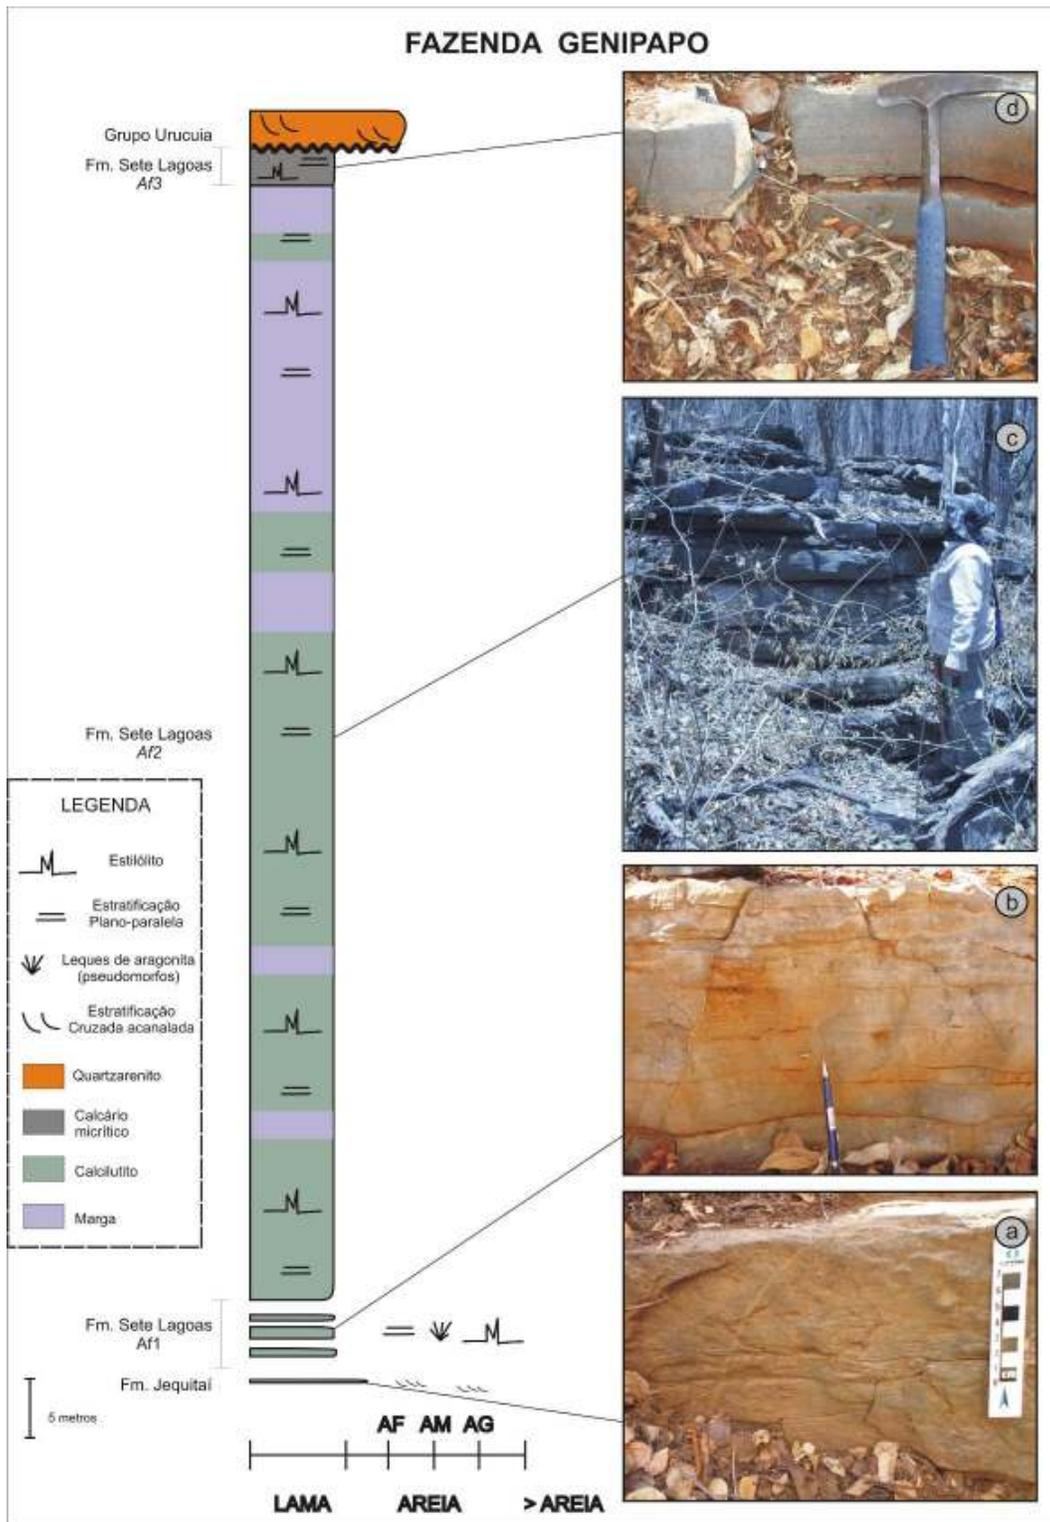 FAZENDA GENIPAPO
Grupo Urucuia
Fm. Sete Lagoas
Af3
Fm. Sete Lagoas
Af2
LEGENDA
Estilólito
Estratificação
Plano-paralela
Leques de aragonita
(pseudomorfos)
Estratificação
Cruzada acanalada
Quartzarenito
Calcário
micrítico
Calcilutito
Marga
Fm. Sete Lagoas
Af1
Fm. Jequitaí
5 metros
AF AM AG
LAMA AREIA > AREIA
d
c
b
a